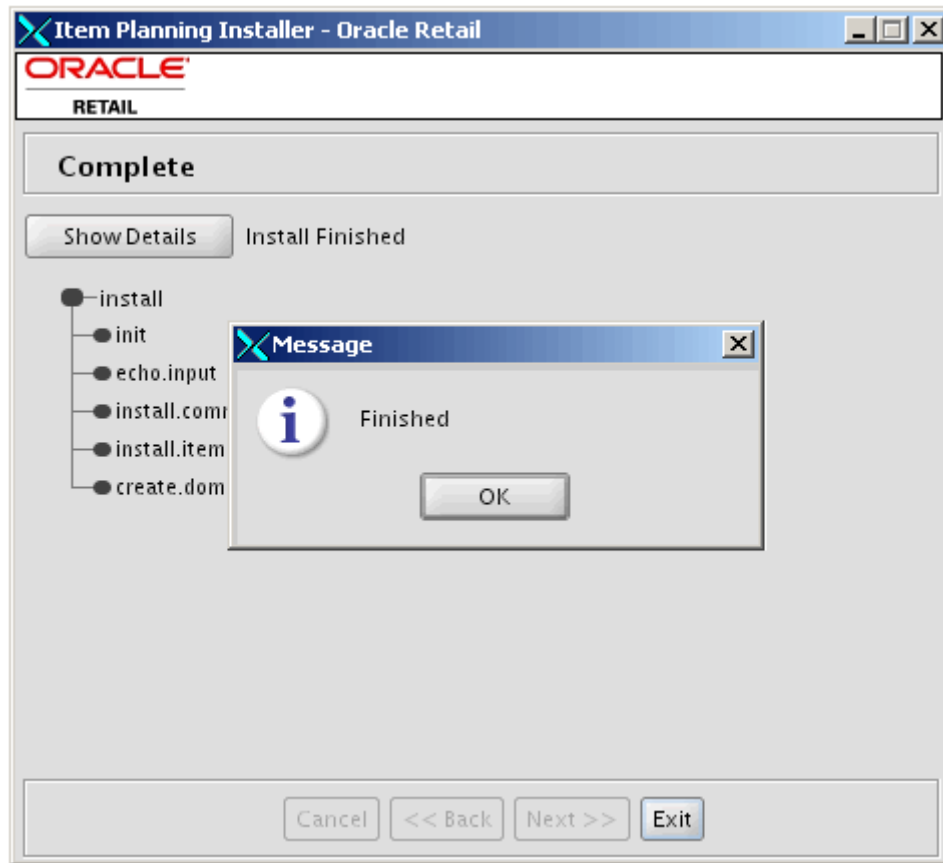 Item Planning Installer - Oracle Retail
ORACLE
RETAIL
Complete
Show Details Install Finished
install
init
echo.input
install.com
install.item
create.dom
Message
Finished
OK
Cancel << Back Next >> Exit